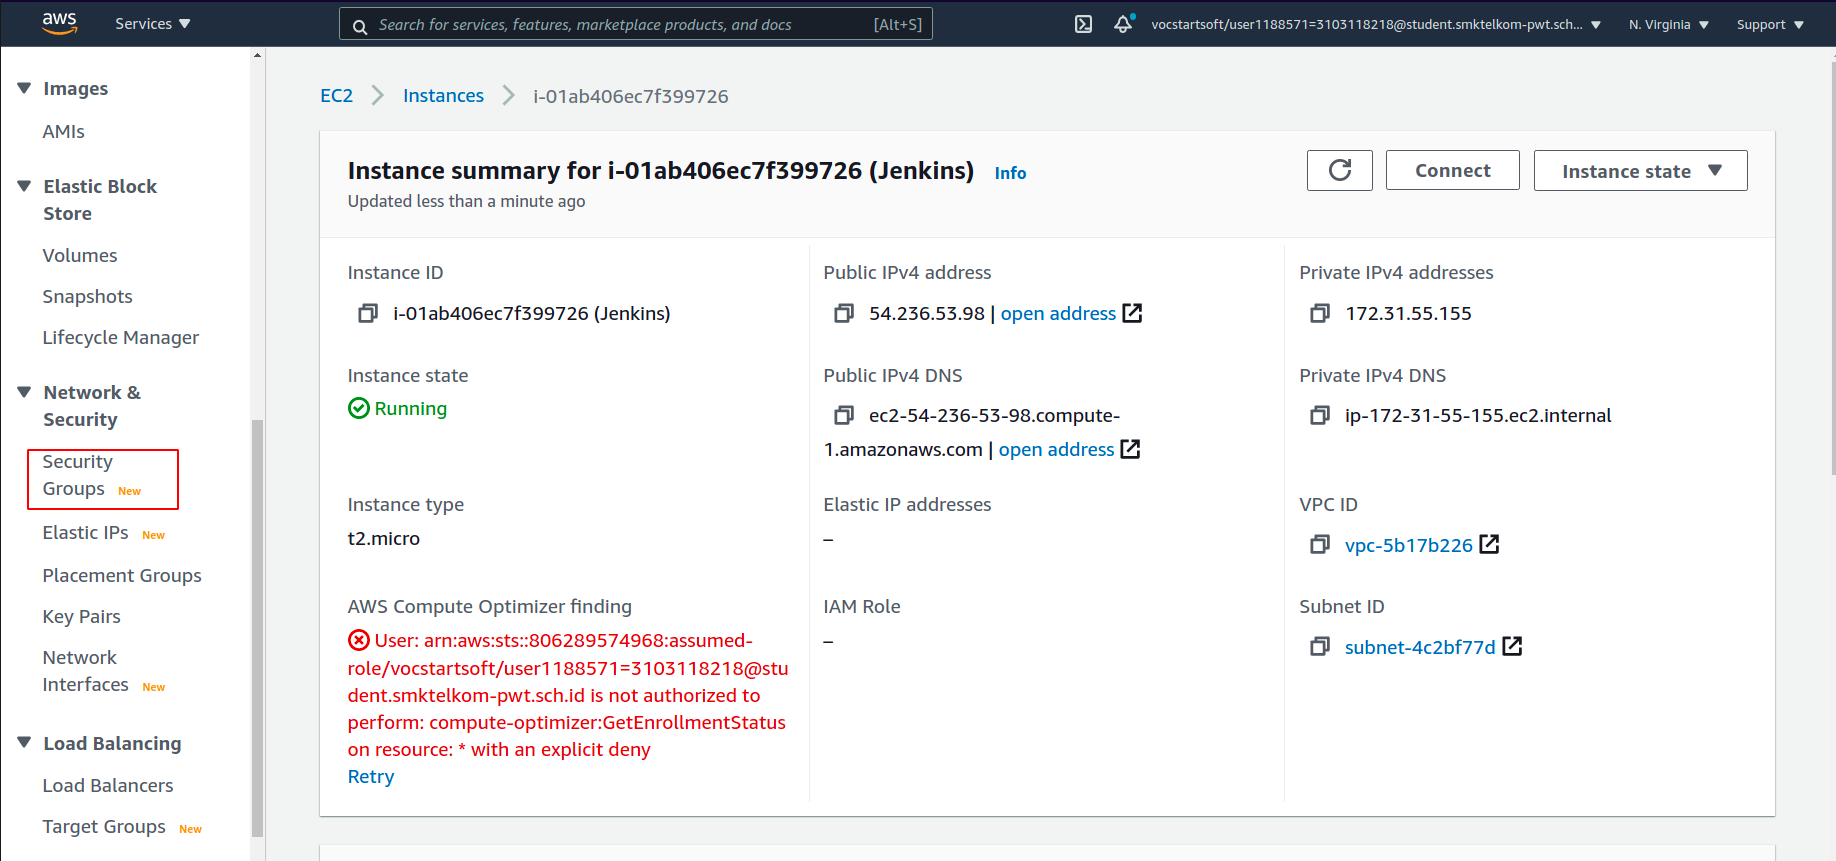 aws
Services
Search for services, features, marketplace products, and docs
[Alt+S]
vocstartsoft/user1188571=3103118218@student.smktelkom-pwt.sch...
N. Virginia
Support
Images
AMIs
Elastic Block
Store
Volumes
Snapshots
Lifecycle Manager
Network &
Security
Security
Groups New
Elastic IPs New
Placement Groups
Key Pairs
Network
Interfaces New
Load Balancing
Load Balancers
Target Groups New
EC2
Instances
i-01ab406ec7f399726
Instance summary for i-01ab406ec7f399726 (Jenkins) Info
Updated less than a minute ago
Connect
Instance state
Instance ID
i-01ab406ec7f399726 (Jenkins)
Public IPv4 address
54.236.53.98 | open address
Private IPv4 addresses
172.31.55.155
Instance state
Running
Public IPv4 DNS
ec2-54-236-53-98.compute-
1.amazonaws.com | open address
Private IPv4 DNS
ip-172-31-55-155.ec2.internal
Instance type
t2.micro
Elastic IP addresses
–
VPC ID
vpc-5b17b226
AWS Compute Optimizer finding
User: arn:aws:sts::806289574968:assumed-
role/vocstartsoft/user1188571=3103118218@stu
dent.smktelkom-pwt.sch.id is not authorized to
perform: compute-optimizer:GetEnrollmentStatus
on resource: * with an explicit deny
Retry
IAM Role
–
Subnet ID
subnet-4c2bf77d